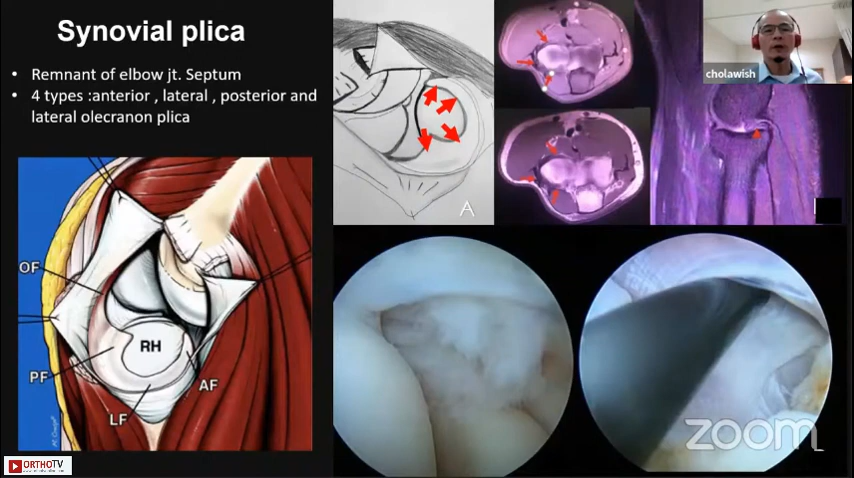 Synovial plica
• Remnant of elbow jt. Septum
• 4 types :anterior , lateral , posterior and
lateral olecranon plica
cholawish
A
OF
RH
PF
AF
LF
zoom
ORTHOTV